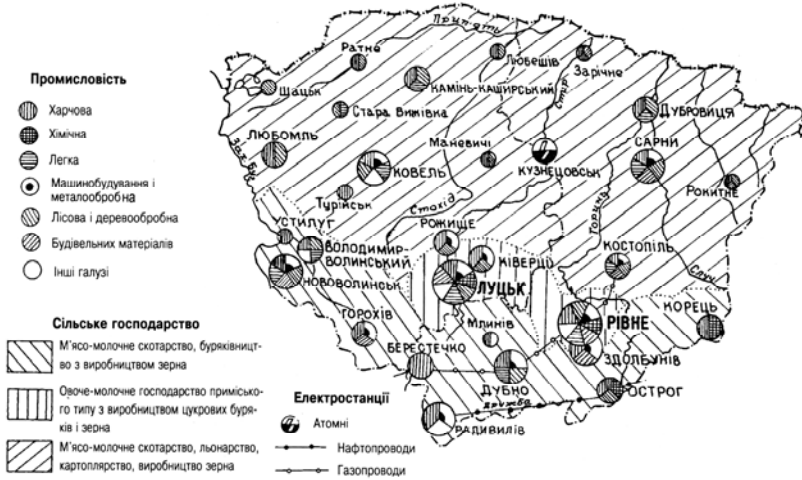 Промисловість
Харчова
Хімічна
Легка
Машинобудування і
металообробна
Лісова і деревообробна
Будівельних матеріалів
Інші галузі
Сільське господарство
М'ясо-молочне скотарство, буряківницт-
во з виробництвом зерна
Овоче-молочне господарство примісько-
го типу з виробництвом цукрових буря-
ків і зерна
М'ясо-молочне скотарство, льонарство,
картоплярство, виробництво зерна
Електростанції
Атомні
Нафтопроводи
Газопроводи
Прип'ять
Ратне
Любешів
Зарічне
Шацьк
КАМІНЬ-КАШИРСЬКИЙ
Стир
Стара Вижівка
ДУБРОВИЦЯ
ЛЮБОМЛЬ
Маневичі
САРНИ
Зах. Буг
КОВЕЛЬ
КУЗНЕЦОВСЬК
Рокитне
Турійськ
Стохід
Горинь
УСТИЛУГ
РОЖИЩЕ
ВОЛОДИМИР-
ВОЛИНСЬКИЙ
КІВЕРЦІ
КОСТОПІЛЬ
Случ
НОВОВОЛИНСЬК
ЛУЦЬК
ГОРОХІВ
Млинів
РІВНЕ
КОРЕЦЬ
БЕРЕСТЕЧКО
ЗДОЛБУНІВ
ДУБНО
ОСТРОГ
дружба
РАДИВИЛІВ